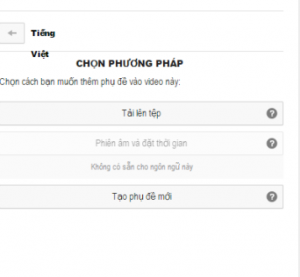 Tiếng
Việt
CHỌN PHƯƠNG PHÁP
Chọn cách bạn muốn thêm phụ đề vào video này:
Tải lên tệp
Phiên âm và đặt thời gian
Không có sẵn cho ngôn ngữ này
Tạo phụ đề mới